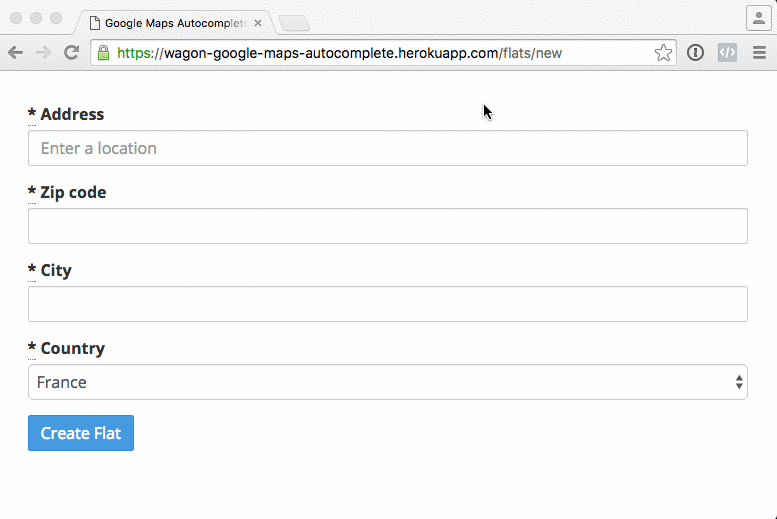 Google Maps Autocomplete
https://wagon-google-maps-autocomplete.herokuapp.com/flats/new
* Address
Enter a location
* Zip code
* City
* Country
France
Create Flat